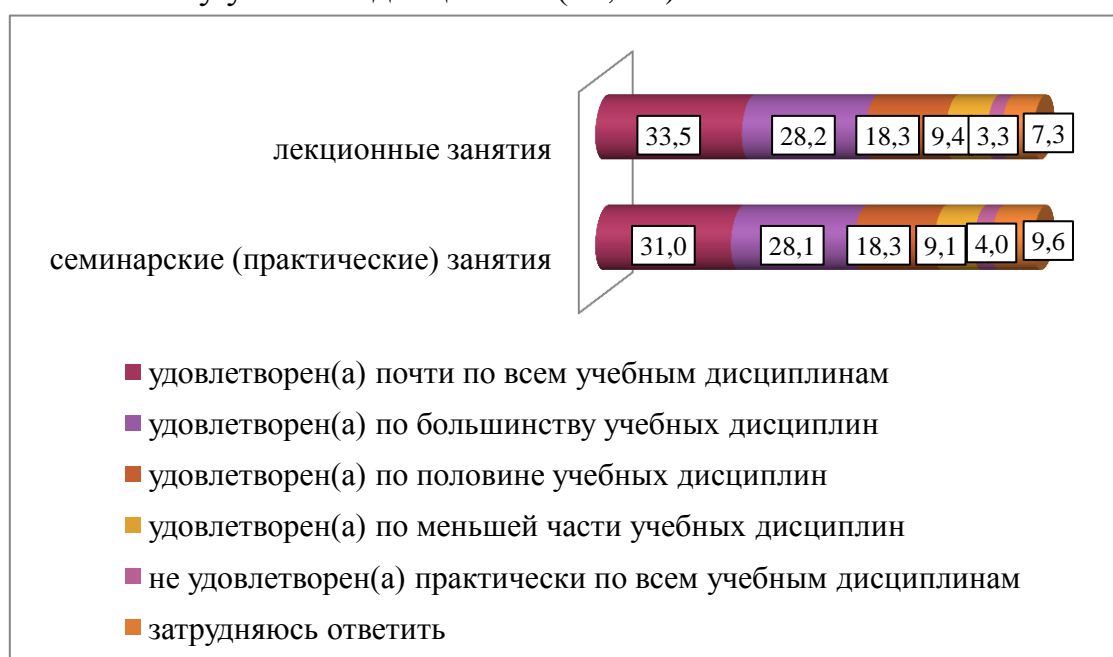 лекционные занятия
33,5 28,2 18,3 9,4 3,3 7,3
семинарские (практические) занятия
31,0 28,1 18,3 9,1 4,0 9,6
удовлетворен(а) почти по всем учебным дисциплинам
удовлетворен(а) по большинству учебных дисциплин
удовлетворен(а) по половине учебных дисциплин
удовлетворен(а) по меньшей части учебных дисциплин
не удовлетворен(а) практически по всем учебным дисциплинам
затрудняюсь ответить